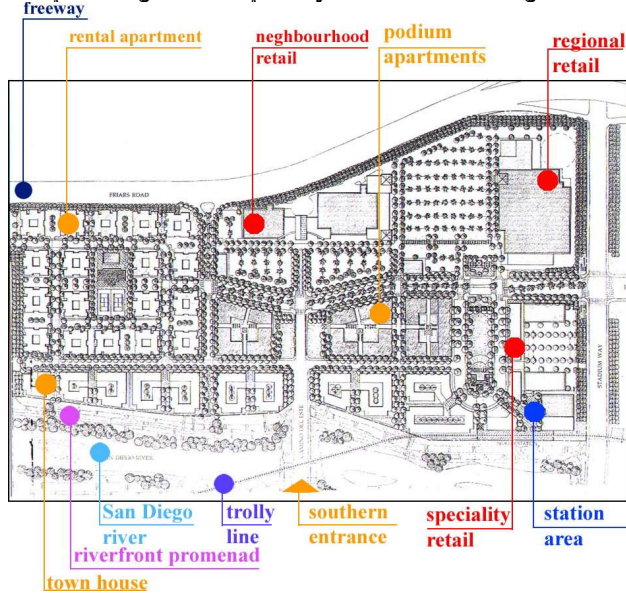 freeway
rental apartment
neghbourhood
retail
podium
apartments
regional
retail
FRIARS ROAD
STADIUM WAY
San Diego
river
trolly
line
southern
entrance
speciality
retail
station
area
riverfront promenad
town house